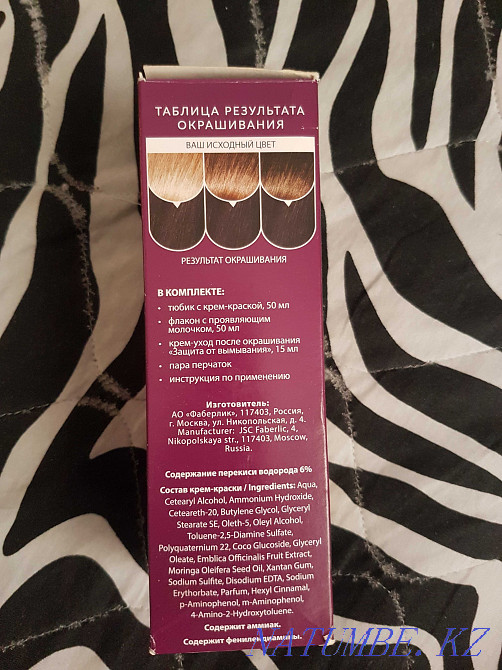 ТАБЛИЦА РЕЗУЛЬТАТА
ОКРАШИВАНИЯ
ВАШ ИСХОДНЫЙ ЦВЕТ
РЕЗУЛЬТАТ ОКРАШИВАНИЯ
В КОМПЛЕКТЕ:
• тюбик с крем-краской, 50 мл
• флакон с проявляющим
молочком, 50 мл
• крем-уход после окрашивания
«Защита от вымывания», 15 мл
• пара перчаток
• инструкция по применению
Изготовитель:
АО «Фаберлик», 117403, Россия,
г. Москва, ул. Никопольская, д. 4.
Manufacturer: JSC Faberlic, 4,
Nikopolskaya str., 117403, Moscow,
Russia.
Содержание перекиси водорода 6%
Состав крем-краски / Ingredients: Aqua,
Cetearyl Alcohol, Ammonium Hydroxide,
Ceteareth-20, Butylene Glycol, Glyceryl
Stearate SE, Oleth-5, Oleyl Alcohol,
Toluene-2,5-Diamine Sulfate,
Polyquaternium 22, Coco Glucoside, Glyceryl
Oleate, Emblica Officinalis Fruit Extract,
Moringa Oleifera Seed Oil, Xantan Gum,
Sodium Sulfite, Disodium EDTA, Sodium
Erythorbate, Parfum, Hexyl Cinnamal,
p-Aminophenol, m-Aminophenol,
4-Amino-2-Hydroxytoluene.
Содержит аммиак.
Содержит фенилендиамины.
NATUMBE.KZ